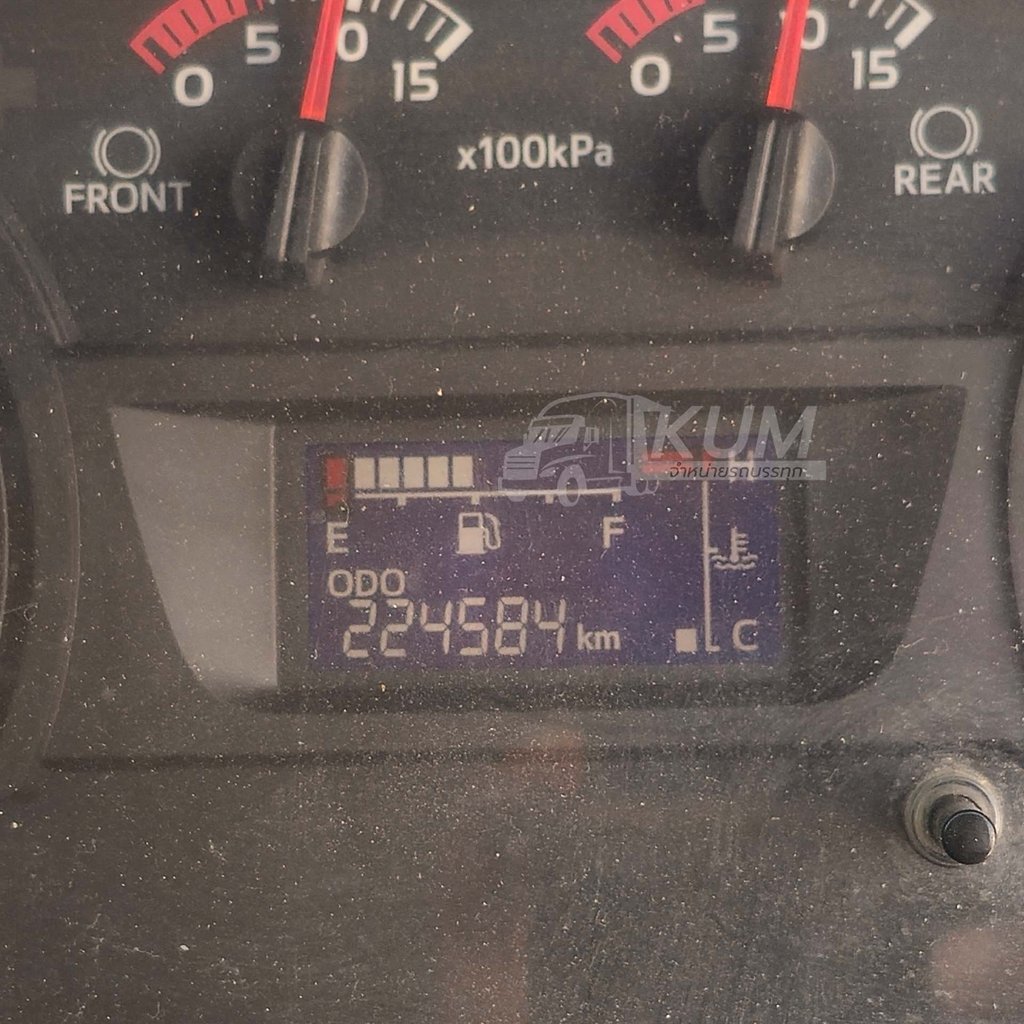 0 5 10 15
0 5 10 15
x100kPa
FRONT
REAR
KUM
จำหน่ายรถบรรทุก
H
E F
ODO
224584 km
C